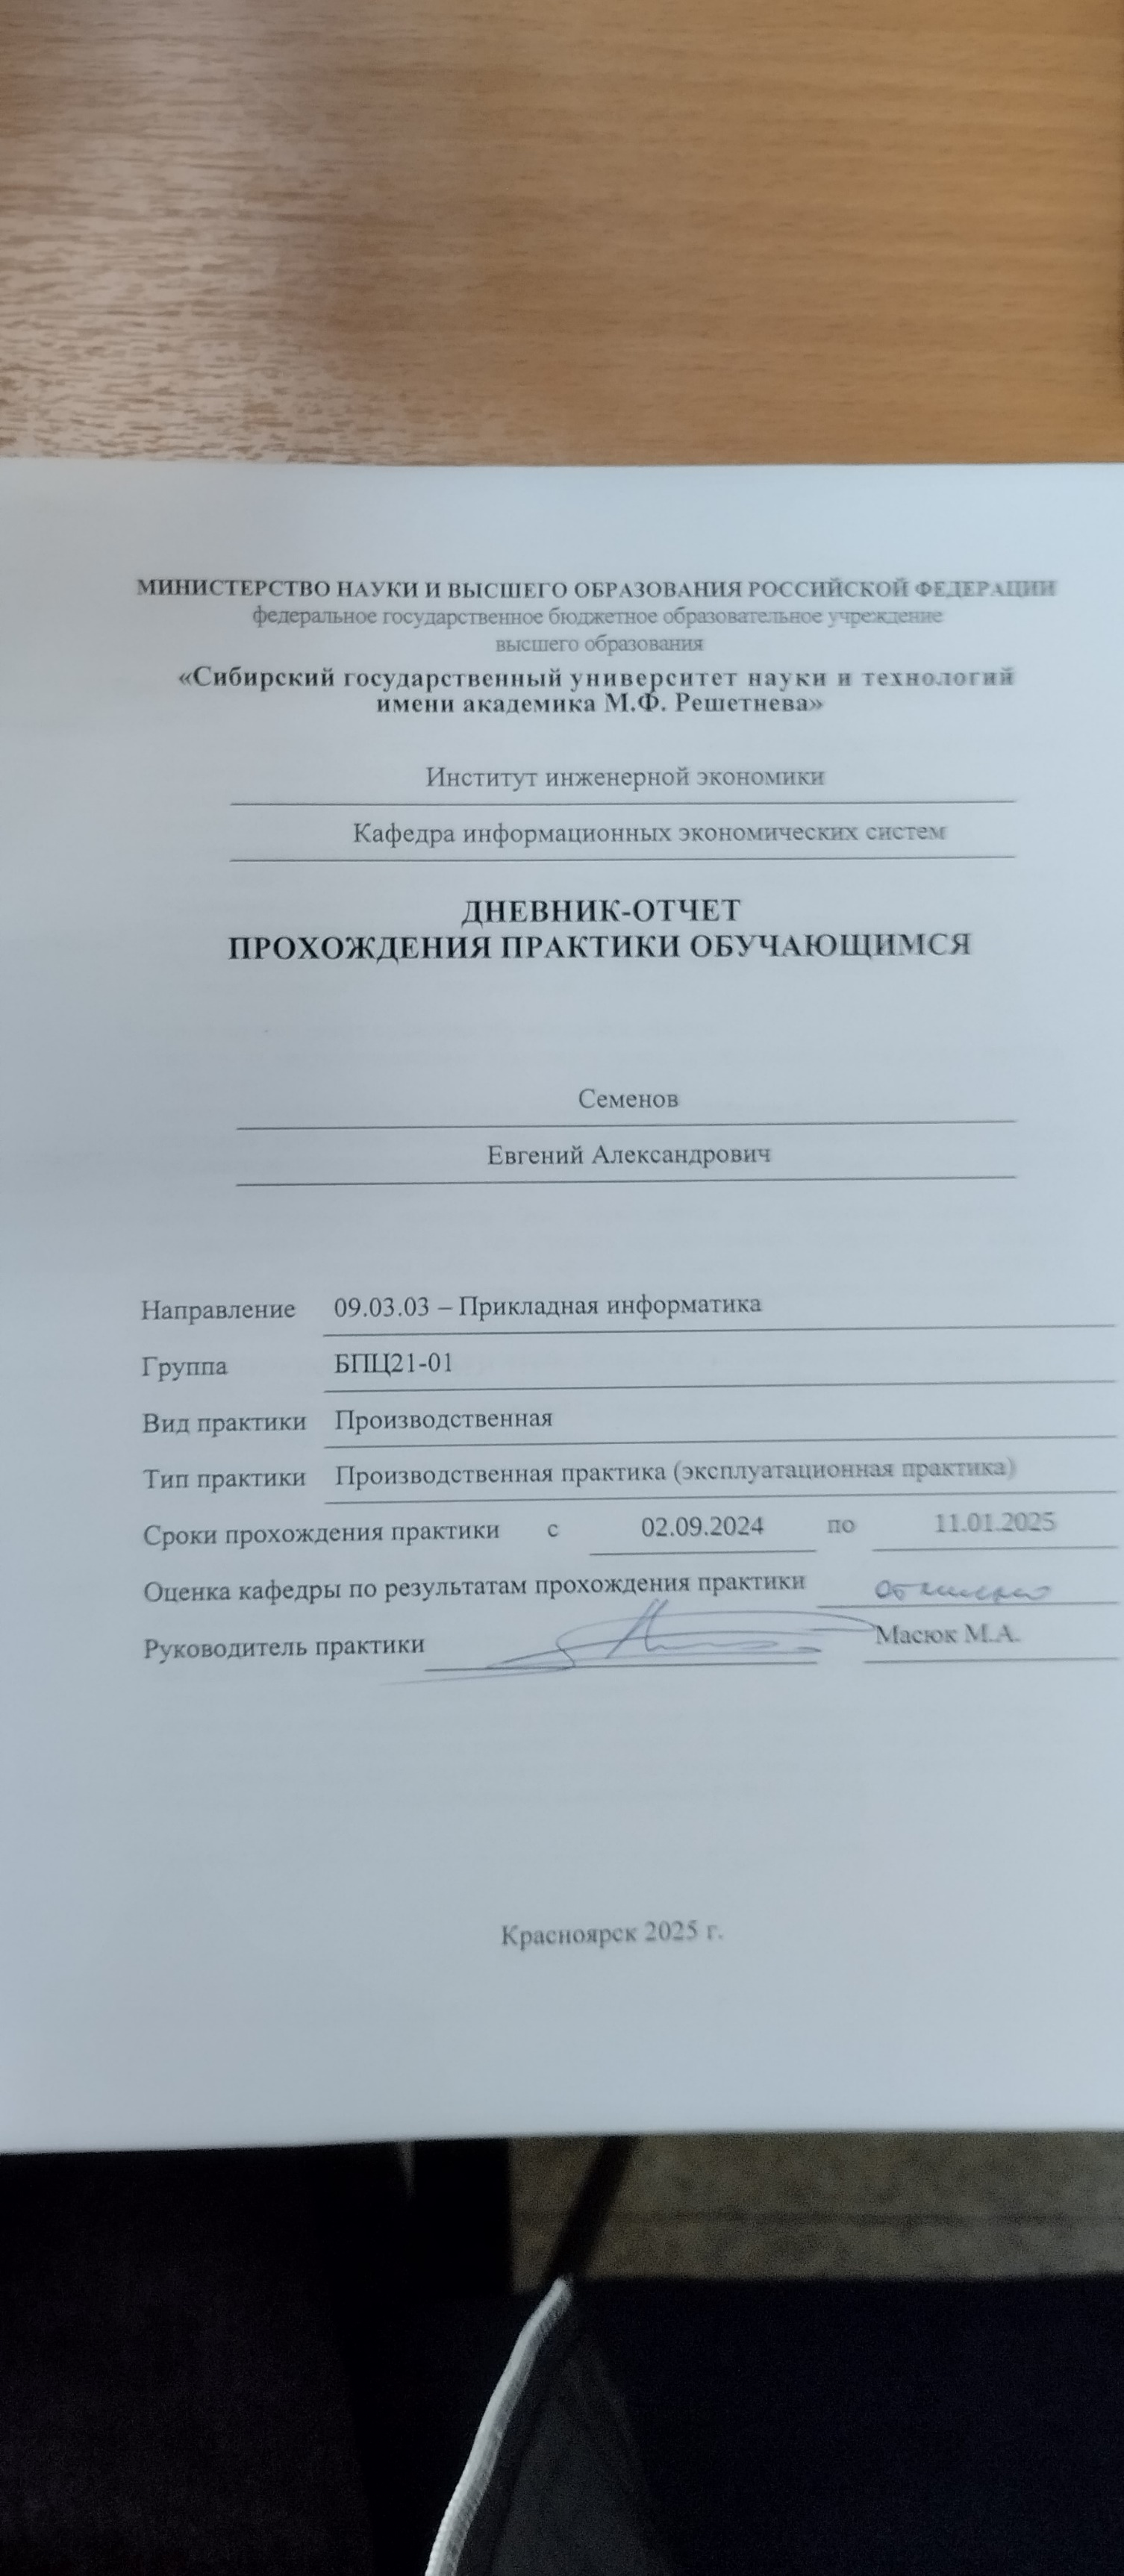 МИНИСТЕРСТВО НАУКИ И ВЫСШЕГО ОБРАЗОВАНИЯ РОССИЙСКОЙ ФЕДЕРАЦИИ
федеральное государственное бюджетное образовательное учреждение
высшего образования
«Сибирский государственный университет науки и технологий
имени академика М.Ф. Решетнева»
Институт инженерной экономики
Кафедра информационных экономических систем
ДНЕВНИК-ОТЧЕТ
ПРОХОЖДЕНИЯ ПРАКТИКИ ОБУЧАЮЩИМСЯ
Семенов
Евгений Александрович
Направление 09.03.03 – Прикладная информатика
Группа БПЦ21-01
Вид практики Производственная
Тип практики Производственная практика (эксплуатационная практика)
Сроки прохождения практики с 02.09.2024 по 11.01.2025
Оценка кафедры по результатам прохождения практики отлично
Руководитель практики Масюк М.А.
Красноярск 2025 г.